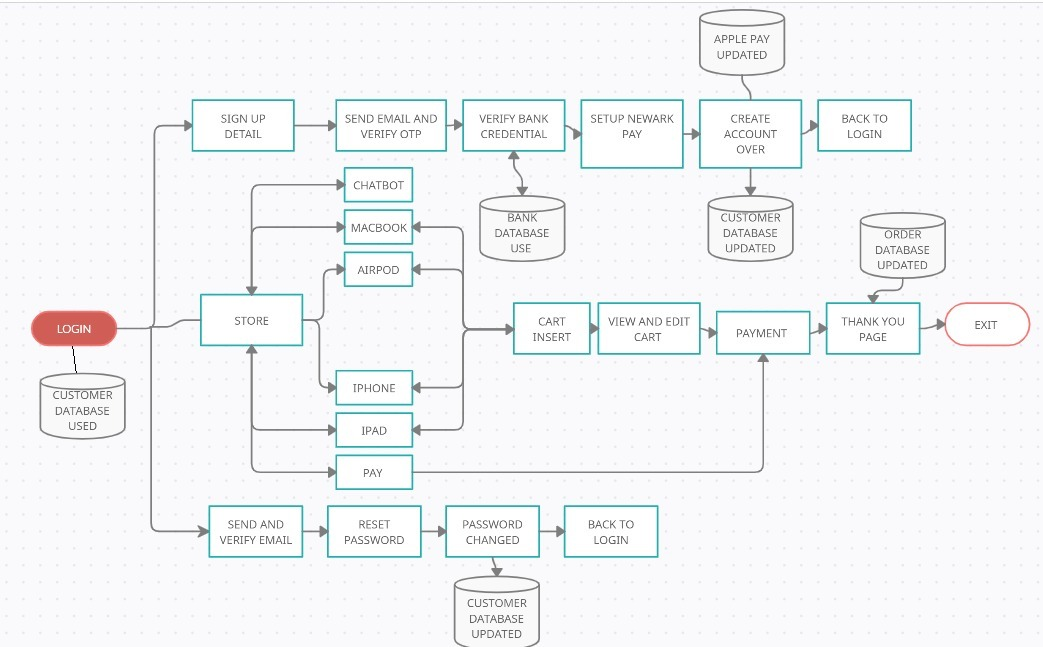 APPLE PAY
UPDATED
SIGN UP
DETAIL
SEND EMAIL AND
VERIFY OTP
VERIFY BANK
CREDENTIAL
SETUP NEWARK
PAY
CREATE
ACCOUNT
OVER
BACK TO
LOGIN
CHATBOT
MACBOOK
AIRPOD
BANK
DATABASE
USE
CUSTOMER
DATABASE
UPDATED
ORDER
DATABASE
UPDATED
LOGIN
STORE
CART
INSERT
VIEW AND EDIT
CART
PAYMENT
THANK YOU
PAGE
EXIT
CUSTOMER
DATABASE
USED
IPHONE
IPAD
PAY
SEND AND
VERIFY EMAIL
RESET
PASSWORD
PASSWORD
CHANGED
BACK TO
LOGIN
CUSTOMER
DATABASE
UPDATED